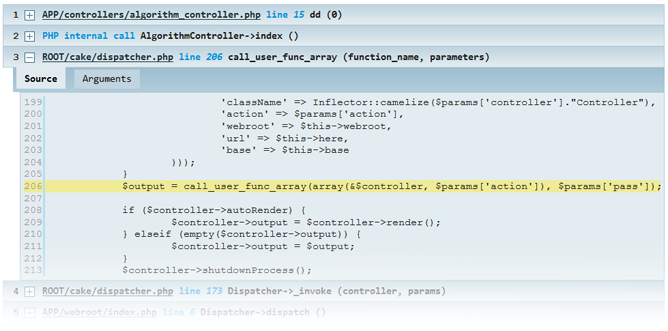 1 APP/controllers/algorithm_controller.php line 15 dd (0)
2 PHP internal call AlgorithmController->index ()
3 ROOT/cake/dispatcher.php line 206 call_user_func_array (function_name, parameters)
Source Arguments
199 'className' => Inflector::camelize($params['controller']."Controller"),
200 'action' => $params['action'],
201 'webroot' => $this->webroot,
202 'url' => $this->here,
203 'base' => $this->base
204 )));
205 }
206 $output = call_user_func_array(array(&$controller, $params['action']), $params['pass']);
207
208 if ($controller->autoRender) {
209 $controller->output = $controller->render();
210 } elseif (empty($controller->output)) {
211 $controller->output = $output;
212 }
213 $controller->shutdownProcess();
4 ROOT/cake/dispatcher.php line 173 Dispatcher->_invoke (controller, params)
5 APP/webroot/index.php line 6 Dispatcher->dispatch ()